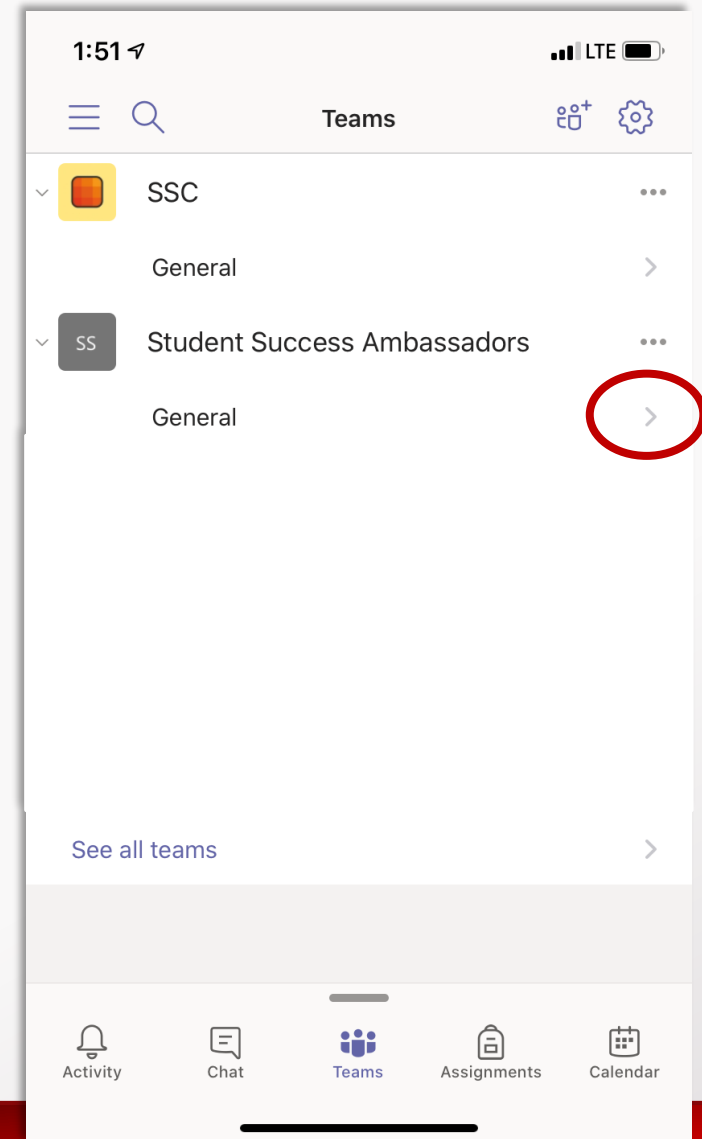 1:51 LTE
Teams
SSC
General
SS Student Success Ambassadors
General
See all teams
Activity Chat Teams Assignments Calendar